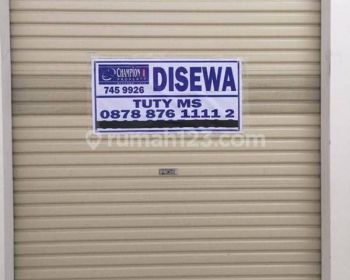 CHAMPION
DISEWA
745 9926
TUTY MS
0878 876 1111 2
rumah123.com